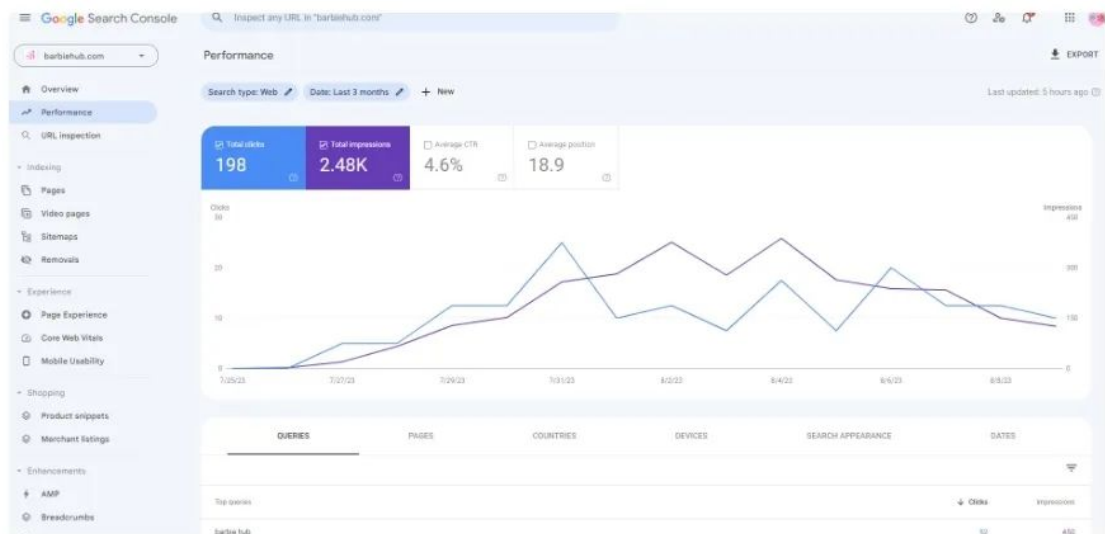 Google Search Console
Inspect any URL in "barbiehub.com"
barbiehub.com
Performance
EXPORT
Overview
Performance
URL inspection
Search type: Web
Date: Last 3 months
+ New
Last updated: 5 hours ago
Indexing
Pages
Video pages
Sitemaps
Removals
Experience
Page Experience
Core Web Vitals
Mobile Usability
Shopping
Product snippets
Merchant listings
Enhancements
AMP
Breadcrumbs
Total clicks
198
Total impressions
2.48K
Average CTR
4.6%
Average position
18.9
Clicks
Impressions
30 450
20 300
10 150
0 0
7/25/23 7/27/23 7/29/23 7/31/23 8/2/23 8/4/23 8/6/23 8/8/23
QUERIES PAGES COUNTRIES DEVICES SEARCH APPEARANCE DATES
Top queries Clicks Impressions
barbie hub 450